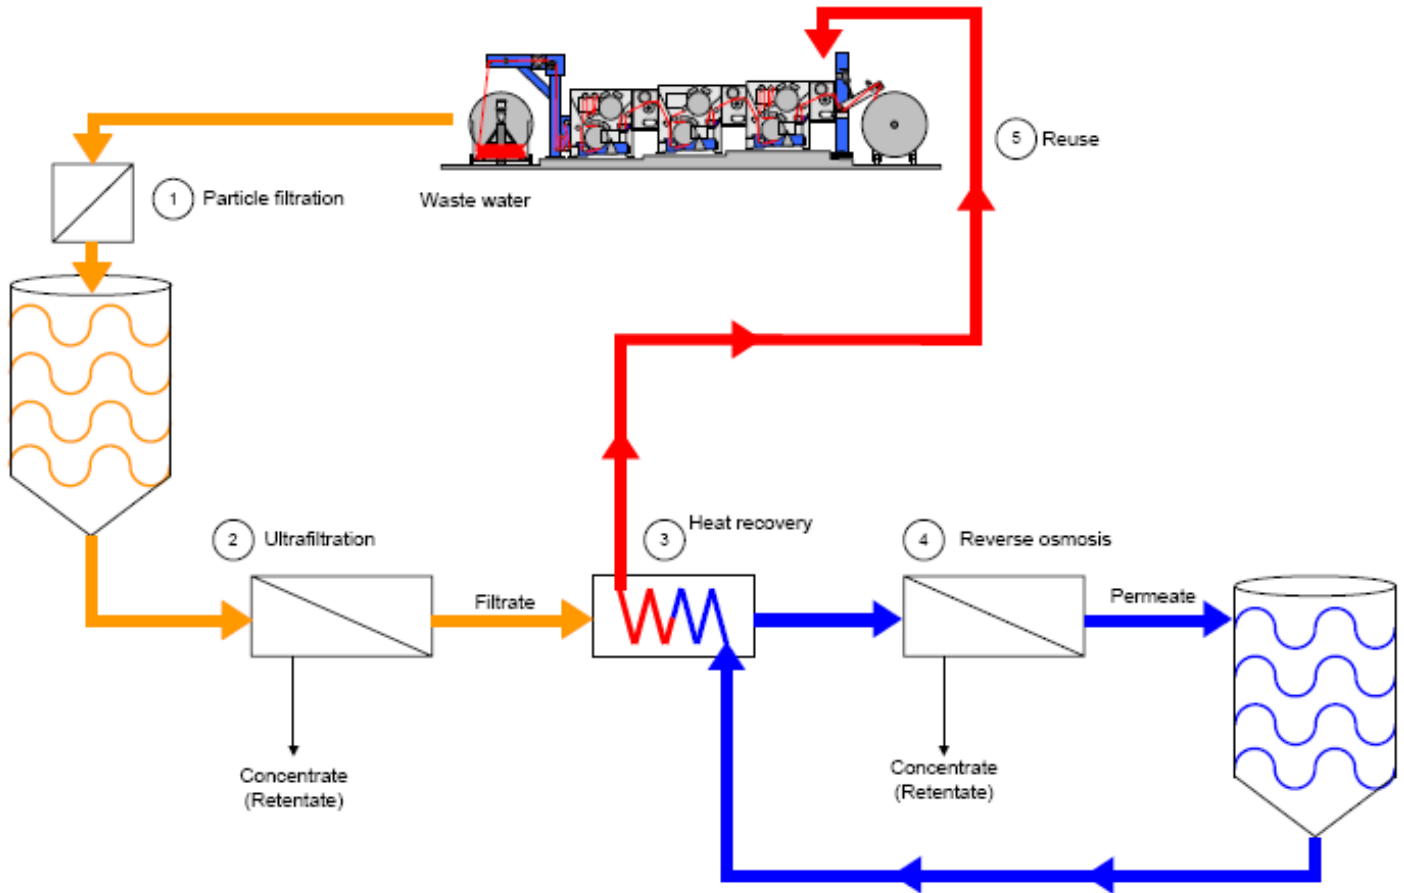 5 Reuse
1 Particle filtration
Waste water
2 Ultrafiltration
3 Heat recovery
4 Reverse osmosis
Filtrate
Permeate
Concentrate
(Retentate)
Concentrate
(Retentate)